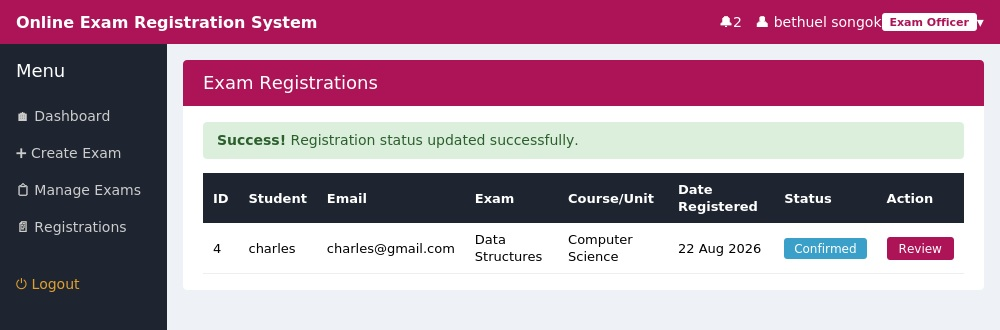 Online Exam Registration System
2 bethuel songok Exam Officer
Menu
Dashboard
Create Exam
Manage Exams
Registrations
Logout
Exam Registrations
Success! Registration status updated successfully.
ID Student Email Exam Course/Unit Date Registered Status Action
4 charles charles@gmail.com Data Structures Computer Science 22 Aug 2026 Confirmed Review